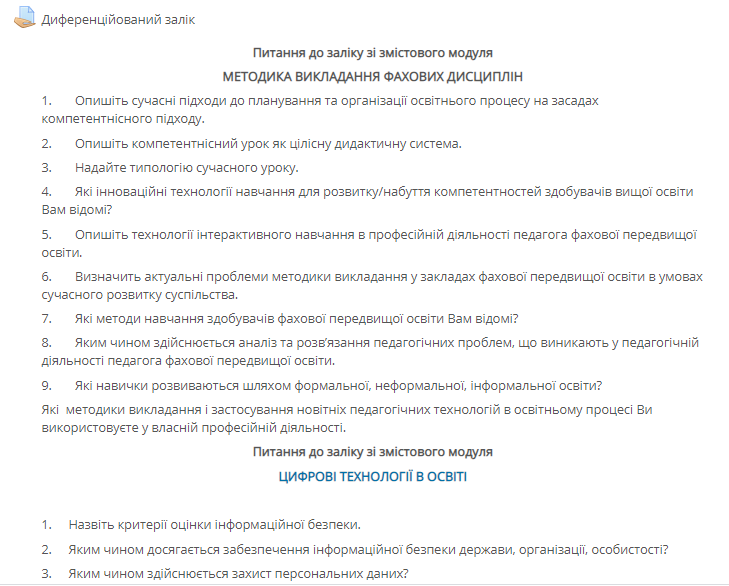 Диференційований залік
Питання до заліку зі змістового модуля
МЕТОДИКА ВИКЛАДАННЯ ФАХОВИХ ДИСЦИПЛІН
1. Опишіть сучасні підходи до планування та організації освітнього процесу на засадах
компетентнісного підходу.
2. Опишіть компетентнісний урок як цілісну дидактичну система.
3. Надайте типологію сучасного уроку.
4. Які інноваційні технології навчання для розвитку/набуття компетентностей здобувачів вищої освіти
Вам відомі?
5. Опишіть технології інтерактивного навчання в професійній діяльності педагога фахової передвищої
освіти.
6. Визначить актуальні проблеми методики викладання у закладах фахової передвищої освіти в умовах
сучасного розвитку суспільства.
7. Які методи навчання здобувачів фахової передвищої освіти Вам відомі?
8. Яким чином здійснюється аналіз та розв’язання педагогічних проблем, що виникають у педагогічній
діяльності педагога фахової передвищої освіти.
9. Які навички розвиваються шляхом формальної, неформальної, інформальної освіти?
Які методики викладання і застосування новітніх педагогічних технологій в освітньому процесі Ви
використовуєте у власній професійній діяльності.
Питання до заліку зі змістового модуля
ЦИФРОВІ ТЕХНОЛОГІЇ В ОСВІТІ
1. Назвіть критерії оцінки інформаційної безпеки.
2. Яким чином досягається забезпечення інформаційної безпеки держави, організації, особистості?
3. Яким чином здійснюється захист персональних даних?